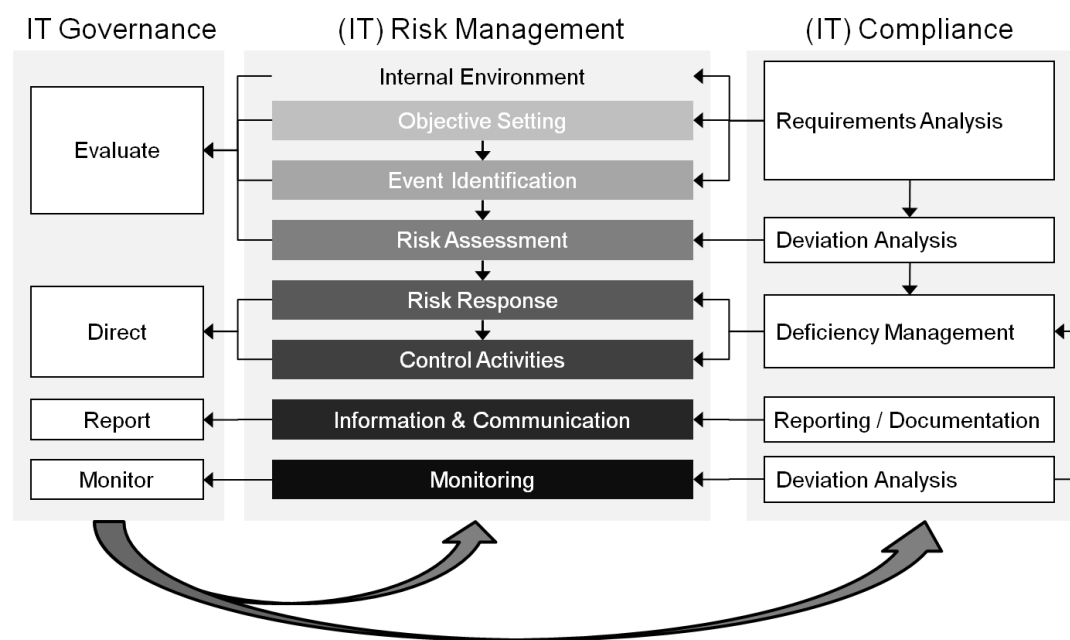 IT Governance
(IT) Risk Management
(IT) Compliance
Evaluate
Direct
Report
Monitor
Internal Environment
Objective Setting
Event Identification
Risk Assessment
Risk Response
Control Activities
Information & Communication
Monitoring
Requirements Analysis
Deviation Analysis
Deficiency Management
Reporting / Documentation
Deviation Analysis